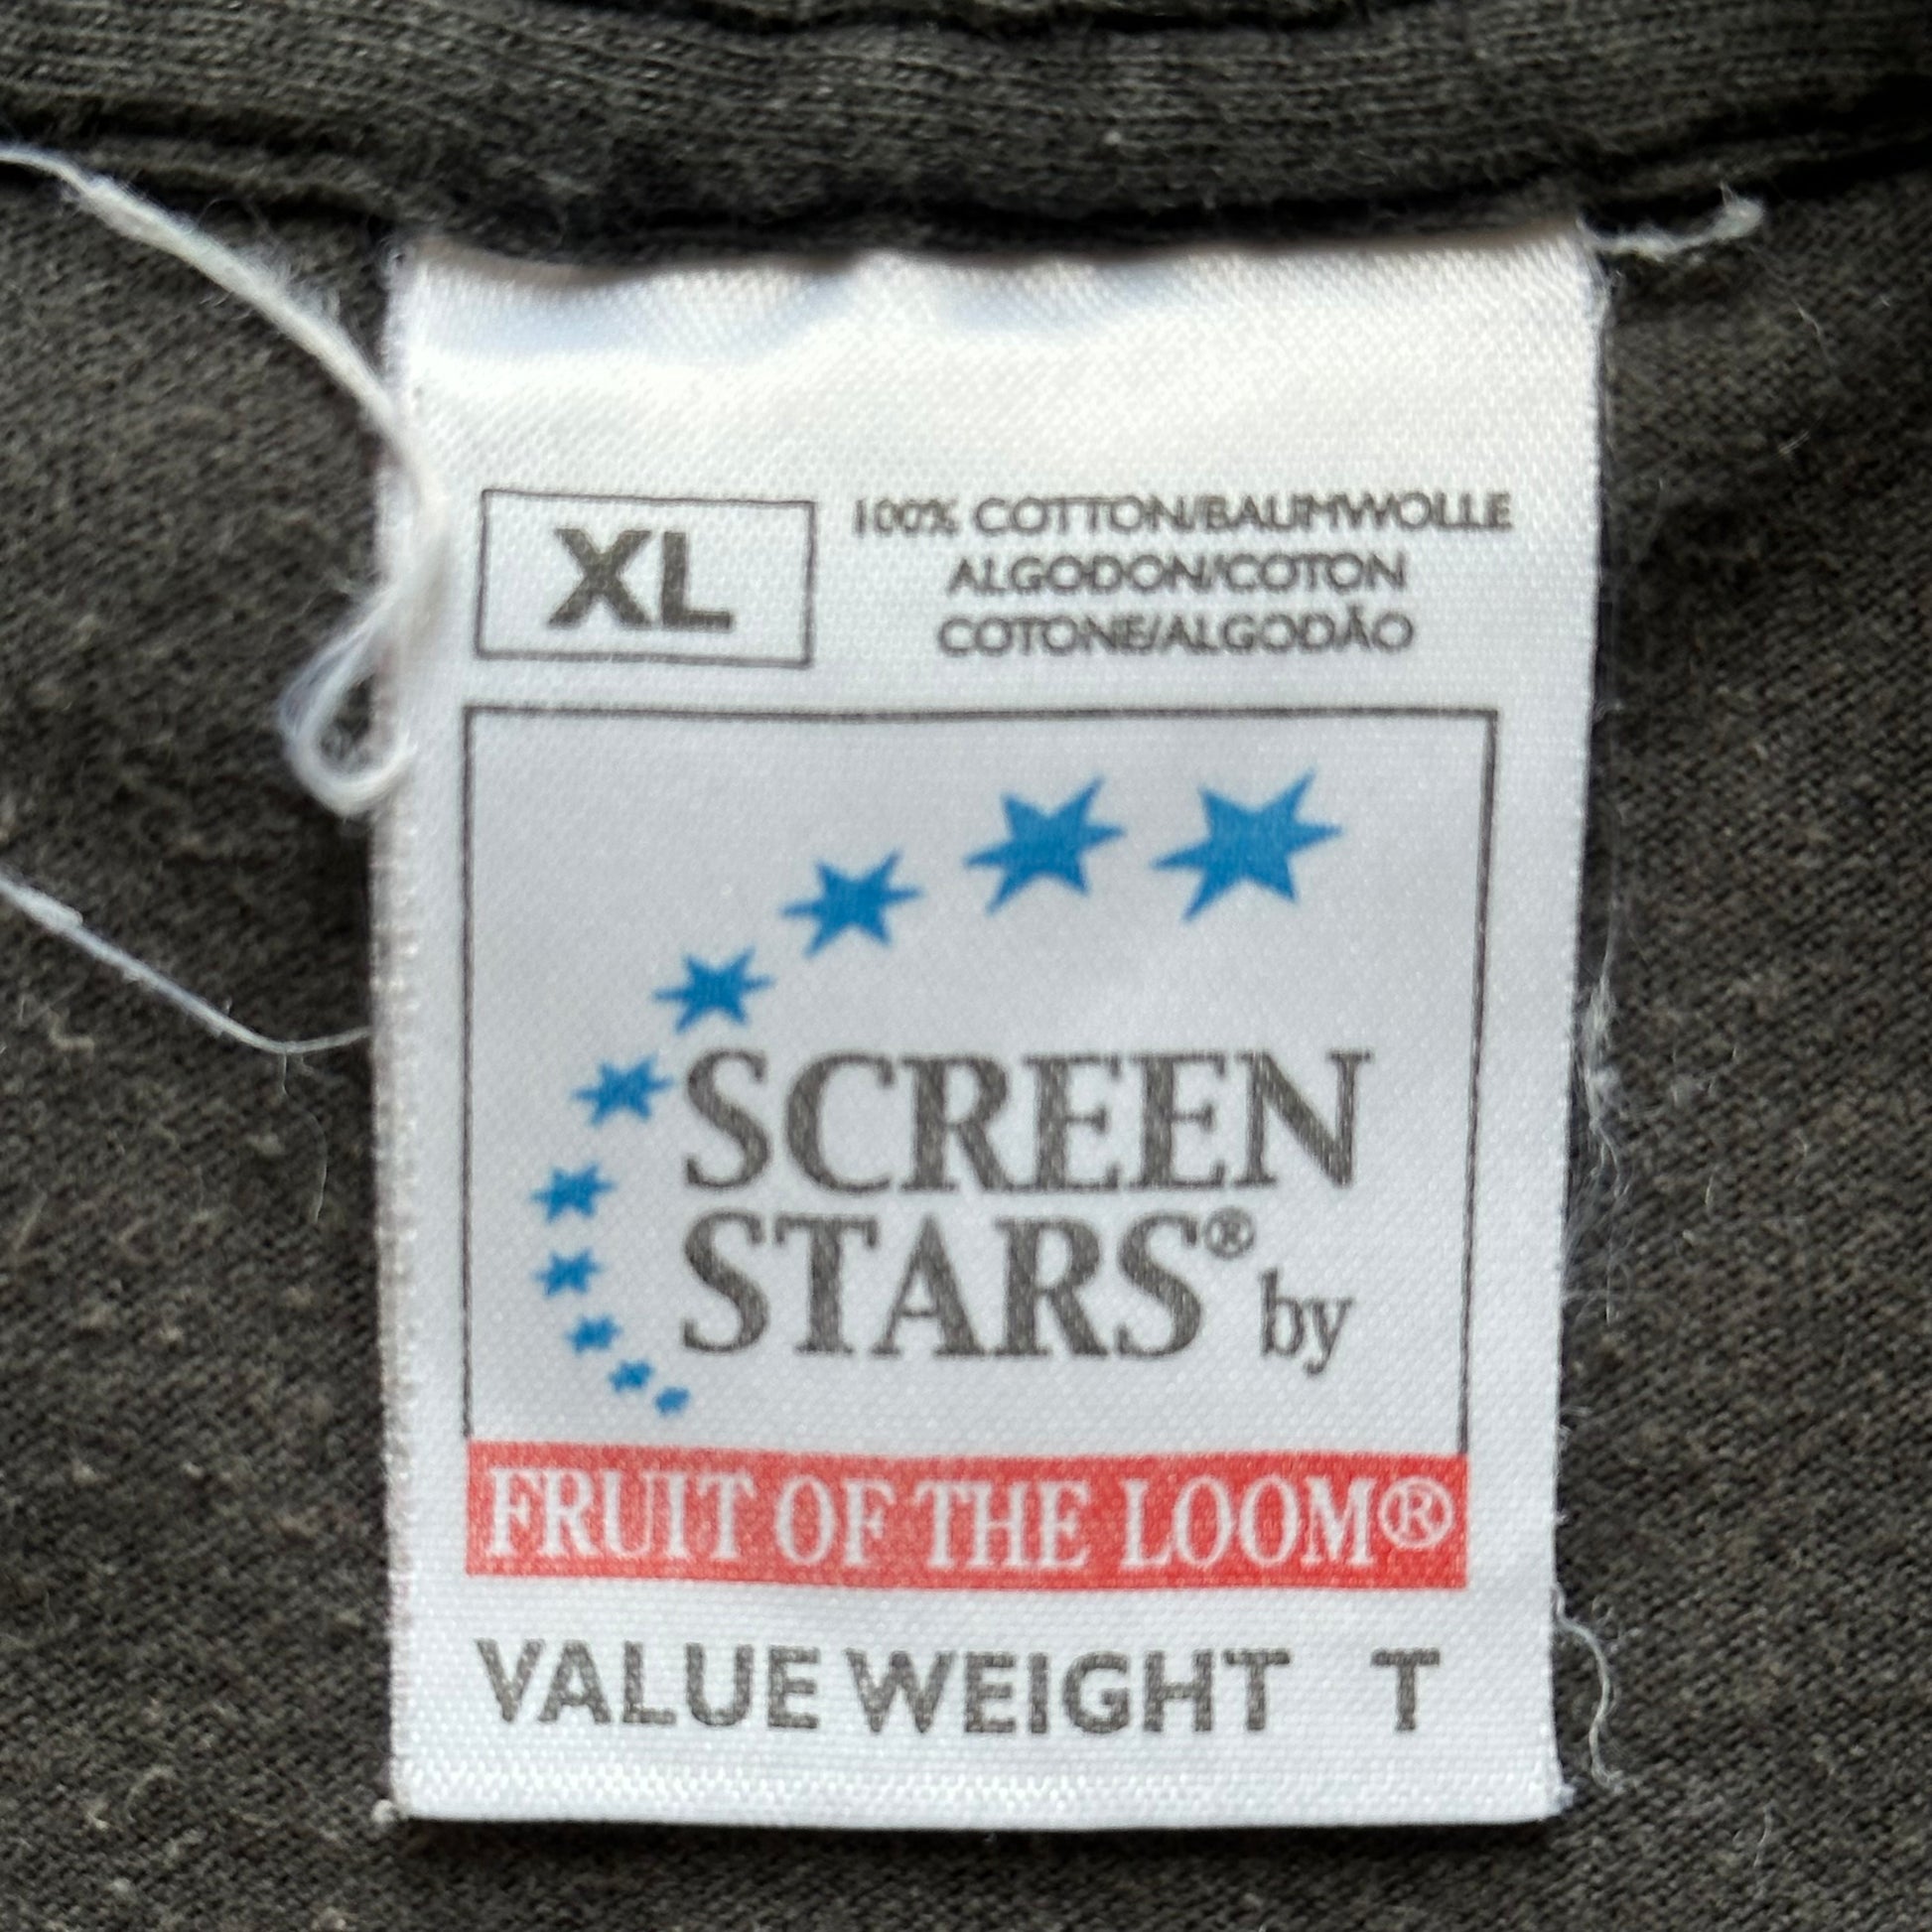 XL
100% COTTON/BAUMWOLLE
ALGODON/COTON
COTONE/ALGODÃO
SCREEN
STARS® by
FRUIT OF THE LOOM®
VALUE WEIGHT T